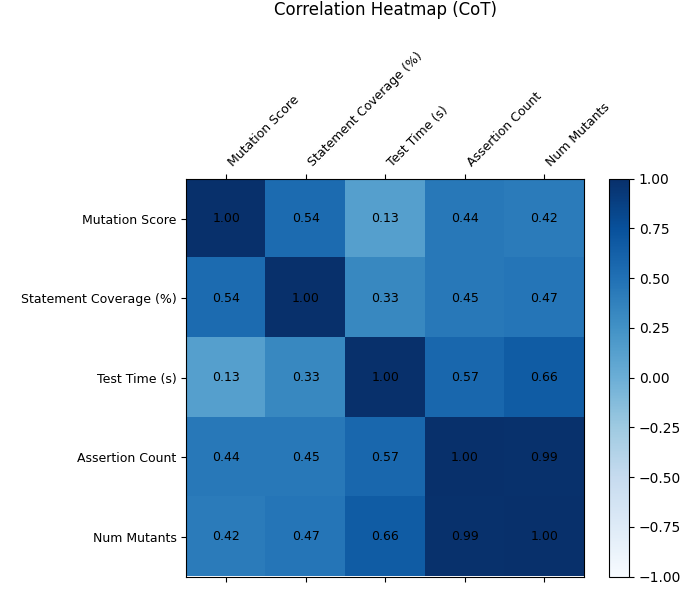 Correlation Heatmap (CoT)
Mutation Score
Statement Coverage (%)
Test Time (s)
Assertion Count
Num Mutants
Mutation Score 1.00 0.54 0.13 0.44 0.42
Statement Coverage (%) 0.54 1.00 0.33 0.45 0.47
Test Time (s) 0.13 0.33 1.00 0.57 0.66
Assertion Count 0.44 0.45 0.57 1.00 0.99
Num Mutants 0.42 0.47 0.66 0.99 1.00
1.00
0.75
0.50
0.25
0.00
−0.25
−0.50
−0.75
−1.00